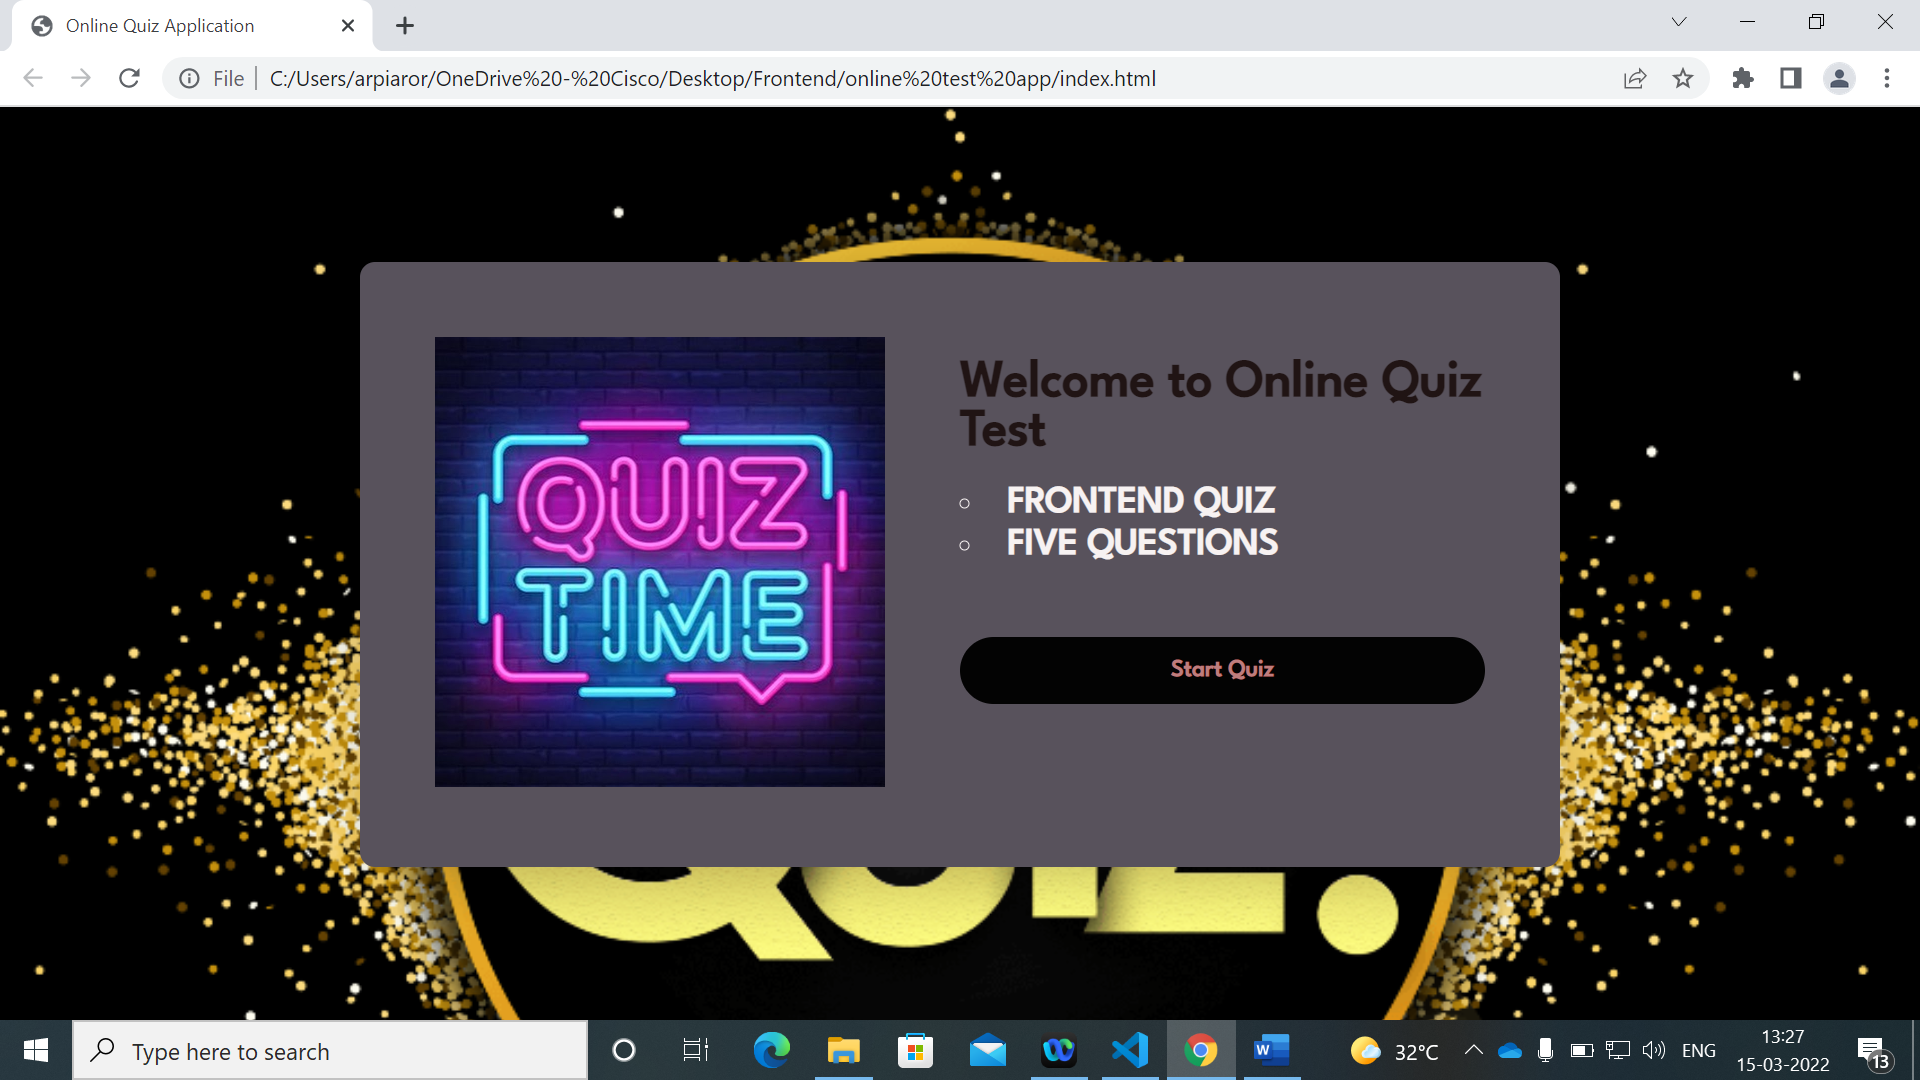 Online Quiz Application
File
C:/Users/arpiaror/OneDrive%20-%20Cisco/Desktop/Frontend/online%20test%20app/index.html
QUIZ
TIME
Welcome to Online Quiz
Test
FRONTEND QUIZ
FIVE QUESTIONS
Start Quiz
QUIZ.
Type here to search
W
32°C
ENG
13:27
15-03-2022
13